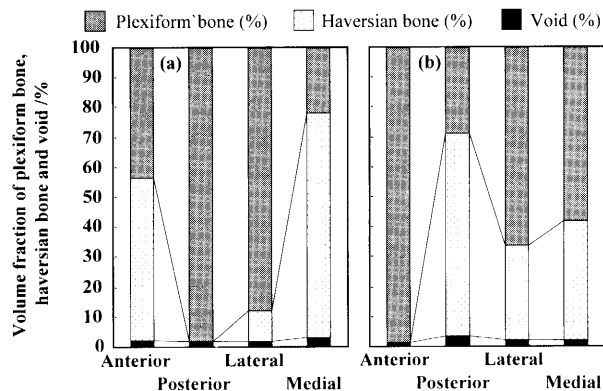 Plexiform`bone (%) Haversian bone (%) Void (%)
Volume fraction of plexiform bone,
haversian bone and void /%
100
90
80
70
60
50
40
30
20
10
0
(a) (b)
Anterior Lateral Anterior Lateral
Posterior Medial Posterior Medial